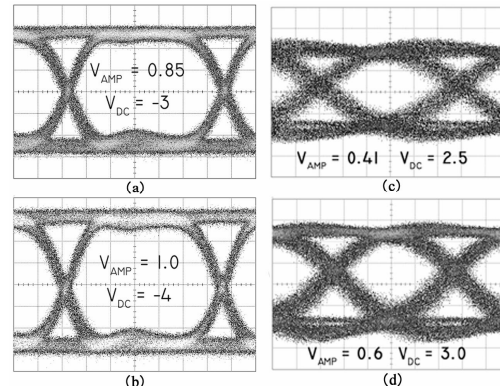 V_AMP = 0.85
V_DC = -3
(a)
V_AMP = 1.0
V_DC = -4
(b)
V_AMP = 0.41 V_DC = 2.5
(c)
V_AMP = 0.6 V_DC = 3.0
(d)